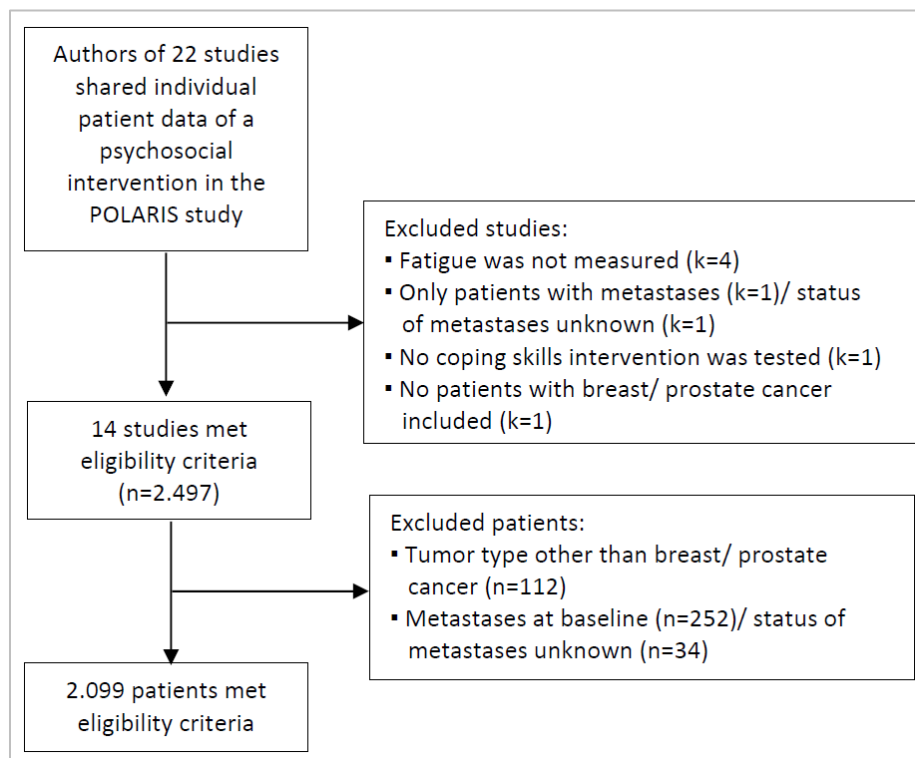 Authors of 22 studies
shared individual
patient data of a
psychosocial
intervention in the
POLARIS study
Excluded studies:
▪ Fatigue was not measured (k=4)
▪ Only patients with metastases (k=1)/ status
of metastases unknown (k=1)
▪ No coping skills intervention was tested (k=1)
▪ No patients with breast/ prostate cancer
included (k=1)
14 studies met
eligibility criteria
(n=2.497)
Excluded patients:
▪ Tumor type other than breast/ prostate
cancer (n=112)
▪ Metastases at baseline (n=252)/ status of
metastases unknown (n=34)
2.099 patients met
eligibility criteria